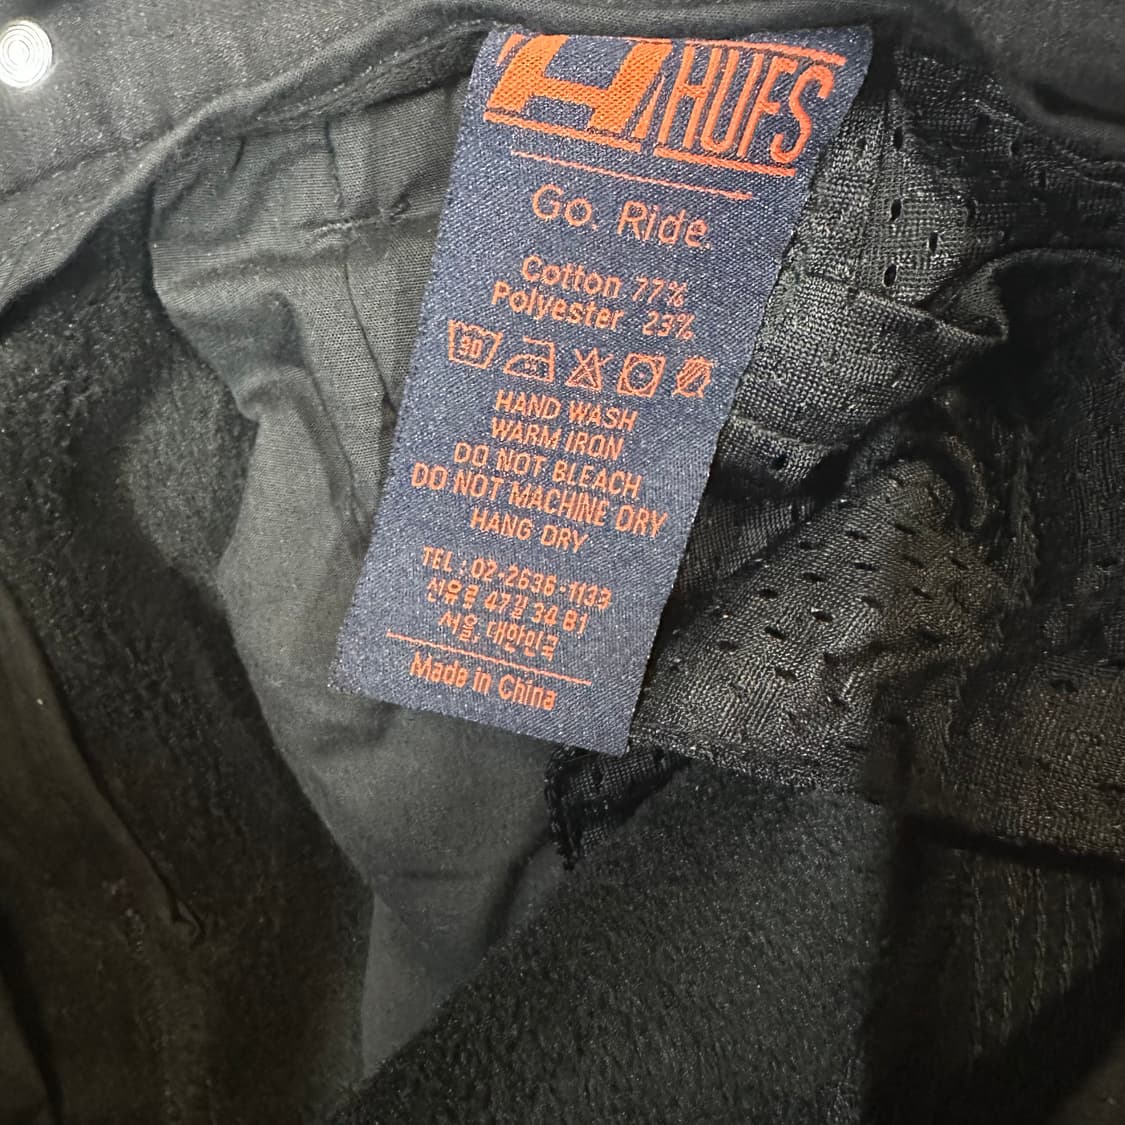 HUFS
Go. Ride.
Cotton 77%
Polyester 23%
30
HAND WASH
WARM IRON
DO NOT BLEACH
DO NOT MACHINE DRY
HANG DRY
TEL : 02-2636-1133
선유로 47길 34 B1
서울, 대한민국
Made in China